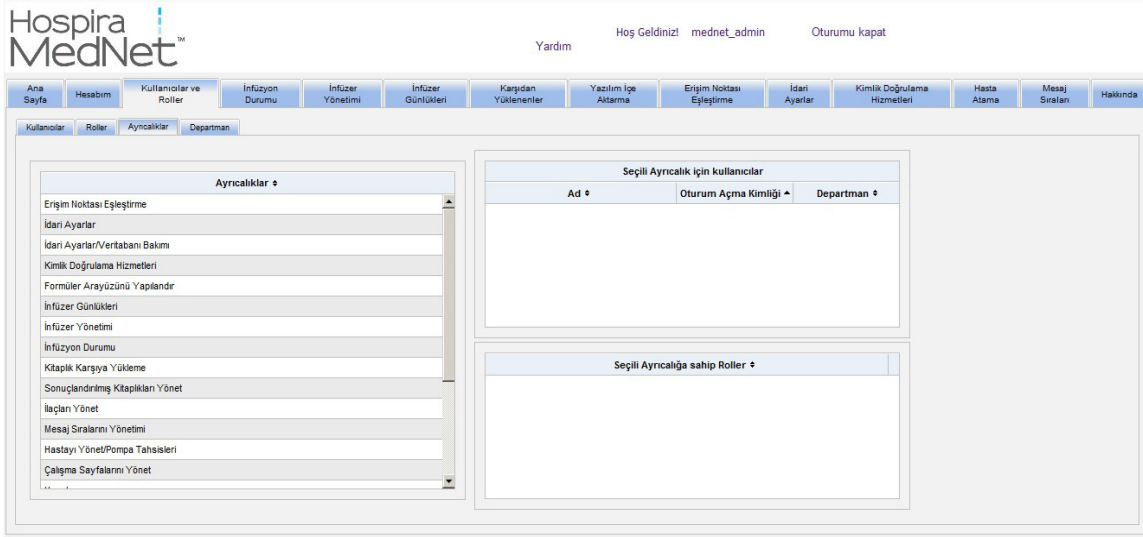 Hospira
MedNet™
Yardım
Hoş Geldiniz! mednet_admin
Oturumu kapat
Ana
Sayfa
Hesabım
Kullanıcılar ve
Roller
İnfüzyon
Durumu
İnfüzer
Yönetimi
İnfüzer
Günlükleri
Karşıdan
Yüklenenler
Yazılım İçe
Aktarma
Erişim Noktası
Eşleştirme
İdari
Ayarlar
Kimlik Doğrulama
Hizmetleri
Hasta
Atama
Mesaj
Sıraları
Hakkında
Kullanıcılar
Roller
Ayrıcalıklar
Departman
Ayrıcalıklar
Erişim Noktası Eşleştirme
İdari Ayarlar
İdari Ayarlar/Veritabanı Bakımı
Kimlik Doğrulama Hizmetleri
Formüler Arayüzünü Yapılandır
İnfüzer Günlükleri
İnfüzer Yönetimi
İnfüzyon Durumu
Kitaplık Karşıya Yükleme
Sonuçlandırılmış Kitaplıkları Yönet
İlaçları Yönet
Mesaj Sıralarını Yönetimi
Hastayı Yönet/Pompa Tahsisleri
Çalışma Sayfalarını Yönet
Seçili Ayrıcalık için kullanıcılar
Ad
Oturum Açma Kimliği
Departman
Seçili Ayrıcalığa sahip Roller